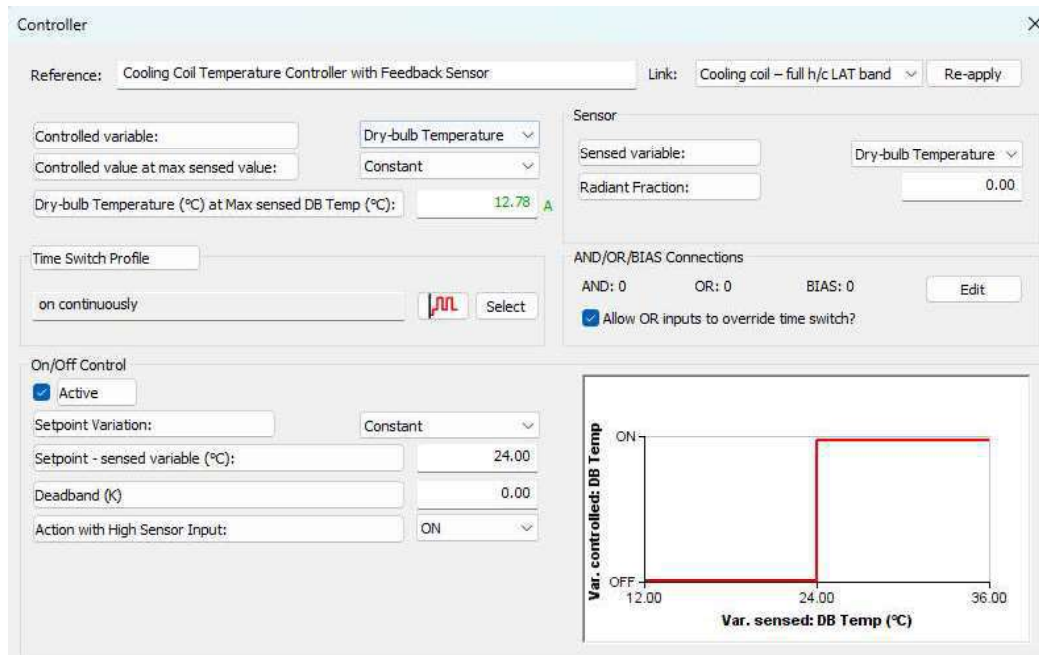 Controller
Reference: Cooling Coil Temperature Controller with Feedback Sensor Link: Cooling coil – full h/c LAT band Re-apply
Controlled variable: Dry-bulb Temperature
Controlled value at max sensed value: Constant
Dry-bulb Temperature (°C) at Max sensed DB Temp (°C): 12.78 A
Sensor
Sensed variable: Dry-bulb Temperature
Radiant Fraction: 0.00
Time Switch Profile
on continuously Select
AND/OR/BIAS Connections
AND: 0 OR: 0 BIAS: 0 Edit
Allow OR inputs to override time switch?
On/Off Control
Active
Setpoint Variation: Constant
Setpoint - sensed variable (°C): 24.00
Deadband (K) 0.00
Action with High Sensor Input: ON
Var. controlled: DB Temp
ON
OFF
12.00 24.00 36.00
Var. sensed: DB Temp (°C)